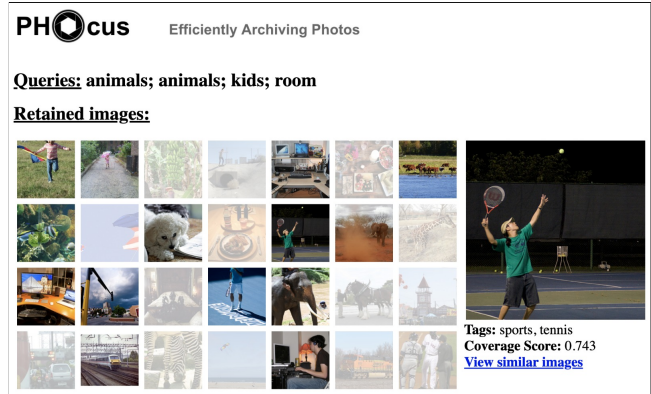 PHOcus
Efficiently Archiving Photos
Queries: animals; animals; kids; room
Retained images:
Tags: sports, tennis
Coverage Score: 0.743
View similar images